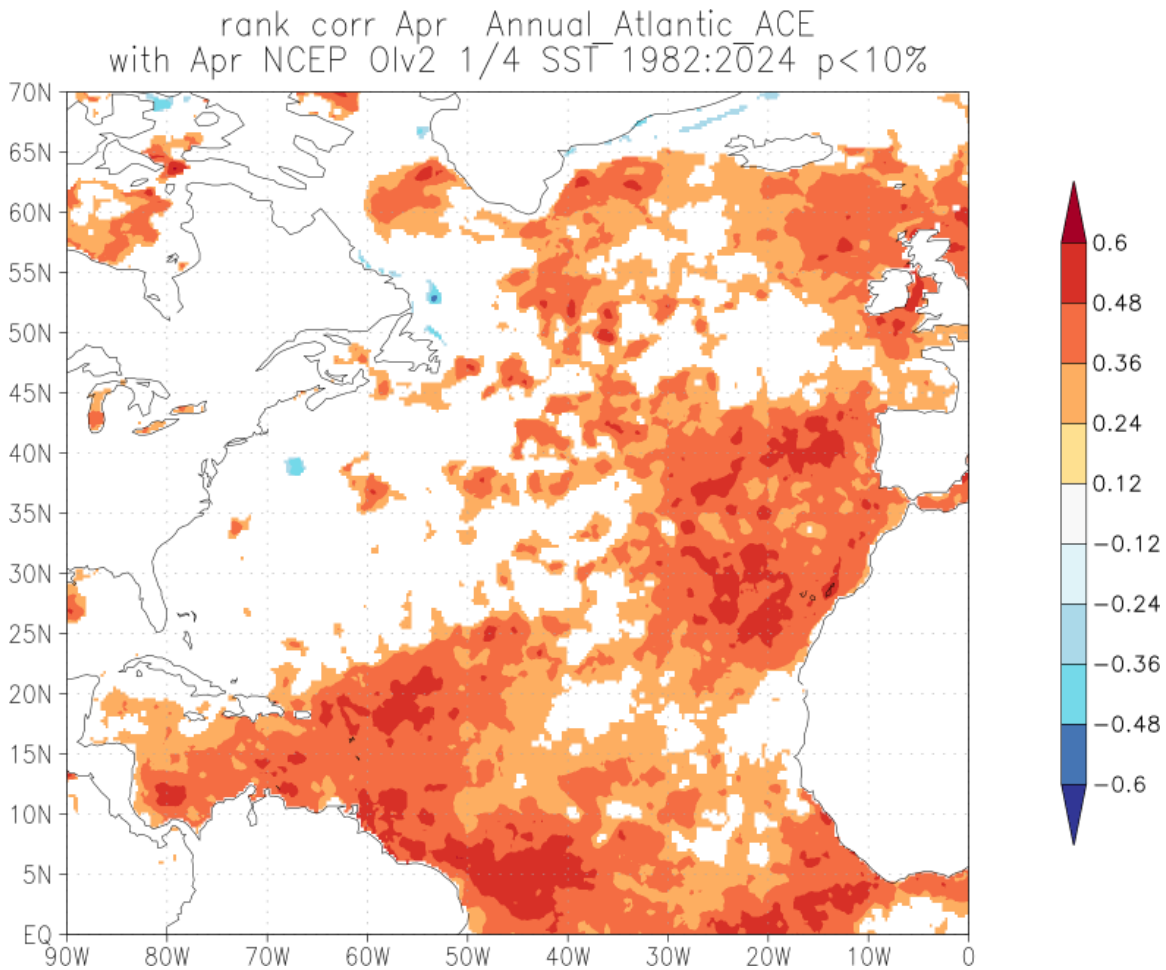 rank corr Apr Annual_Atlantic_ACE
with Apr NCEP OIv2 1/4 SST 1982:2024 p<10%
70N
65N
60N
55N
50N
45N
40N
35N
30N
25N
20N
15N
10N
5N
EQ
90W 80W 70W 60W 50W 40W 30W 20W 10W 0
0.6
0.48
0.36
0.24
0.12
-0.12
-0.24
-0.36
-0.48
-0.6